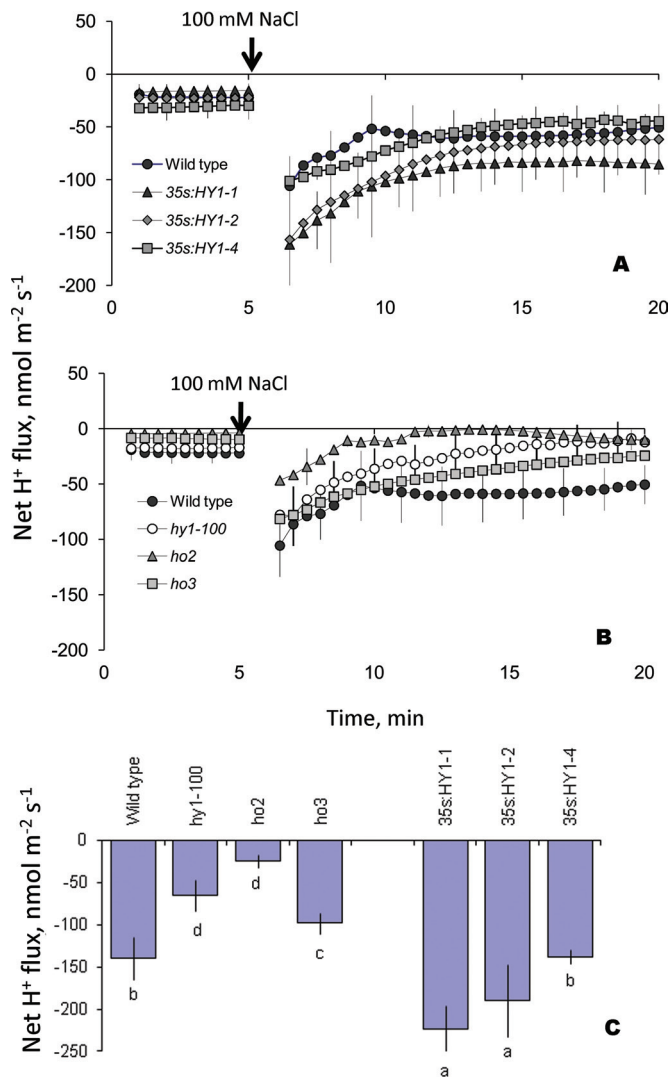 100 mM NaCl
50
0
-50
-100
-150
-200
Wild type
35s:HY1-1
35s:HY1-2
35s:HY1-4
A
0 5 10 15 20
Net H+ flux, nmol m-2 s-1
100 mM NaCl
50
0
-50
-100
-150
-200
Wild type
hy1-100
ho2
ho3
B
0 5 10 15 20
Time, min
Wild type
hy1-100
ho2
ho3
35s:HY1-1
35s:HY1-2
35s:HY1-4
Net H+ flux, nmol m-2 s-1
0
-50
-100
-150
-200
-250
b
d
d
c
a
a
b
C